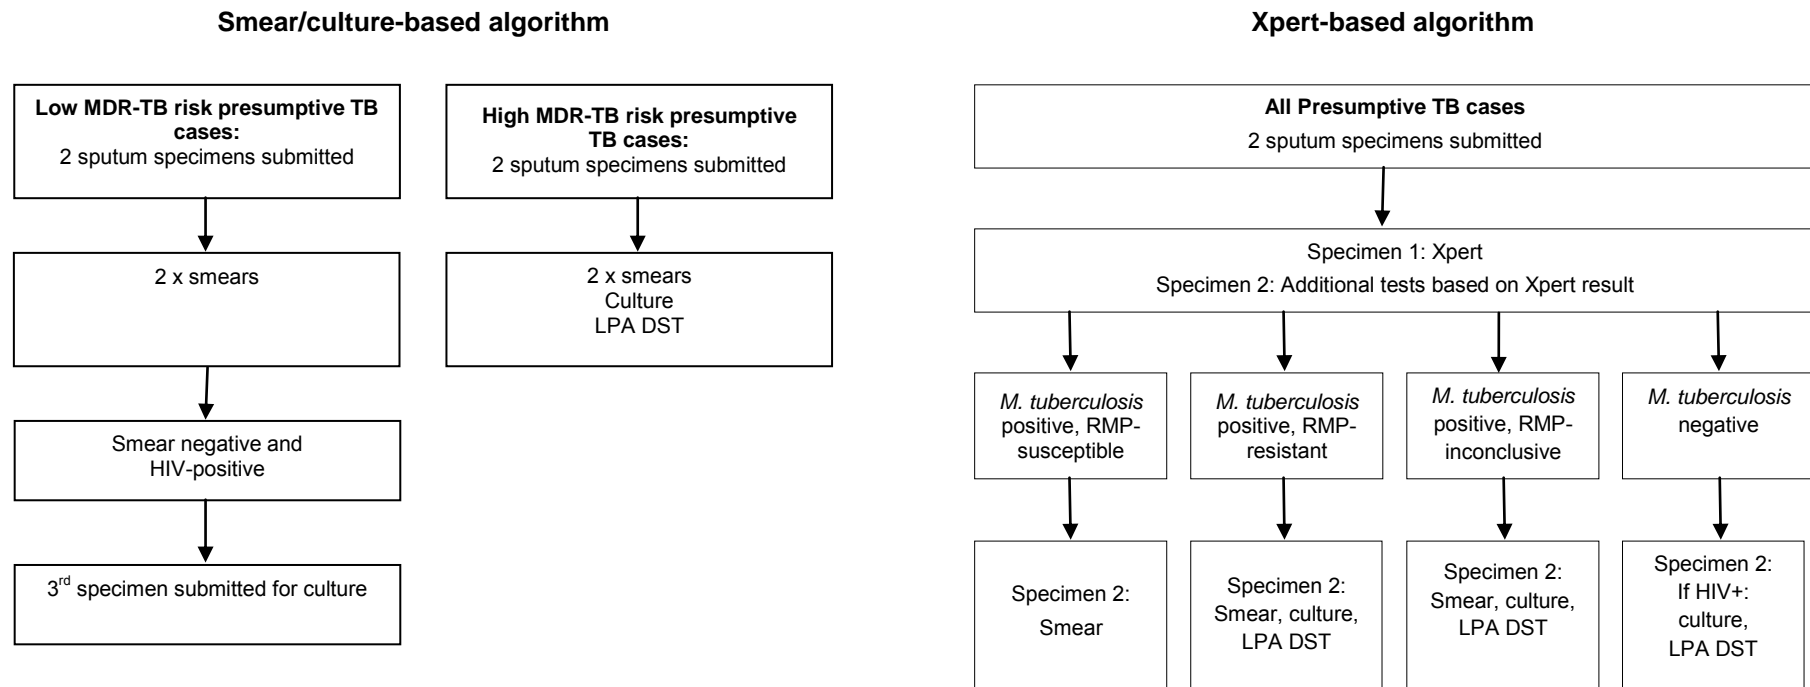 Smear/culture-based algorithm
Low MDR-TB risk presumptive TB
cases:
2 sputum specimens submitted
High MDR-TB risk presumptive
TB cases:
2 sputum specimens submitted
2 x smears
2 x smears
Culture
LPA DST
Smear negative and
HIV-positive
3rd specimen submitted for culture
Xpert-based algorithm
All Presumptive TB cases
2 sputum specimens submitted
Specimen 1: Xpert
Specimen 2: Additional tests based on Xpert result
M. tuberculosis
positive, RMP-
susceptible
M. tuberculosis
positive, RMP-
resistant
M. tuberculosis
positive, RMP-
inconclusive
M. tuberculosis
negative
Specimen 2:
Smear
Specimen 2:
Smear, culture,
LPA DST
Specimen 2:
Smear, culture,
LPA DST
Specimen 2:
If HIV+:
culture,
LPA DST